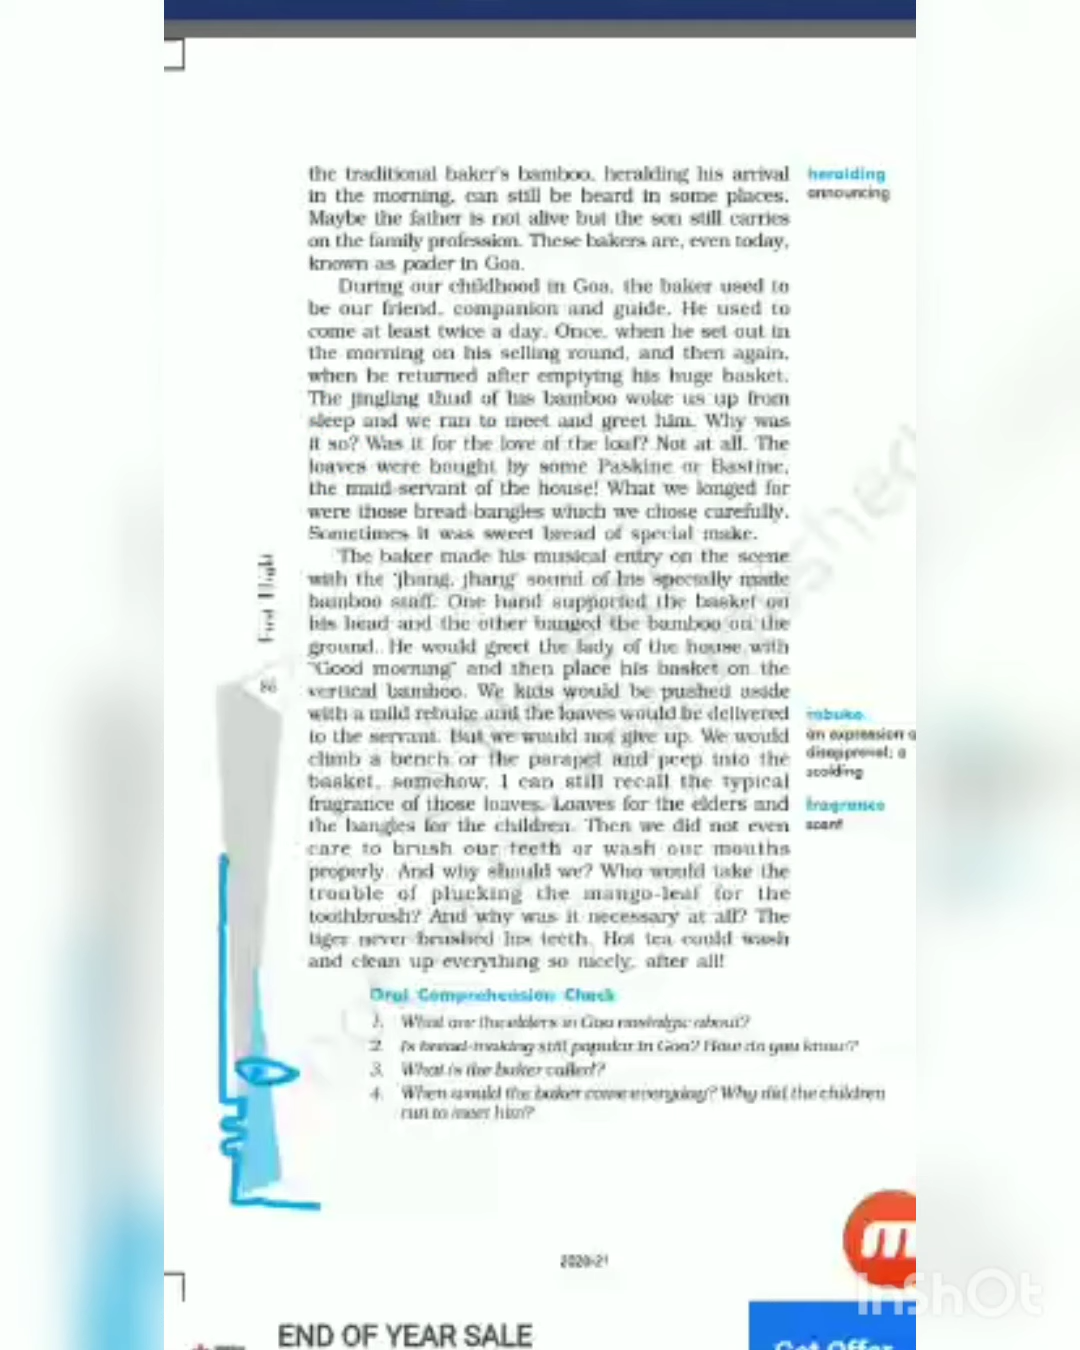 the traditional baker's bamboo, heralding his arrival
in the morning, can still be heard in some places.
Maybe the father is not alive but the son still carries
on the family profession. These bakers are, even today,
known as pader in Goa.
During our childhood in Goa, the baker used to
be our friend, companion and guide. He used to
come at least twice a day. Once, when he set out in
the morning on his selling round, and then again,
when he returned after emptying his huge basket.
The jingling thud of his bamboo woke us up from
sleep and we ran to meet and greet him. Why was
it so? Was it for the love of the loaf? Not at all. The
loaves were bought by some Paskine or Bastine,
the maid-servant of the house! What we longed for
were those bread-bangles which we chose carefully.
Sometimes it was sweet bread of special make.
The baker made his musical entry on the scene
with the 'jhang, jhang' sound of his specially made
bamboo staff. One hand supported the basket on
his head and the other banged the bamboo on the
ground. He would greet the lady of the house with
"Good morning" and then place his basket on the
vertical bamboo. We kids would be pushed aside
with a mild rebuke and the loaves would be delivered
to the servant. But we would not give up. We would
climb a bench or the parapet and peep into the
basket, somehow. I can still recall the typical
fragrance of those loaves. Loaves for the elders and
the bangles for the children. Then we did not even
care to brush our teeth or wash our mouths
properly. And why should we? Who would take the
trouble of plucking the mango-leaf for the
toothbrush? And why was it necessary at all? The
tiger never brushed his teeth. Hot tea could wash
and clean up everything so nicely, after all!
heralding
announcing
rebuke
an expression o
disapproval; a
scolding
fragrance
scent
First Flight
86
Oral Comprehension Check
1. What are the elders in Goa nostalgic about?
2. Is bread-making still popular in Goa? How do you know?
3. What is the baker called?
4. When would the baker come everyday? Why did the children
run to meet him?
2020-21
InShOt
END OF YEAR SALE
Get Offer